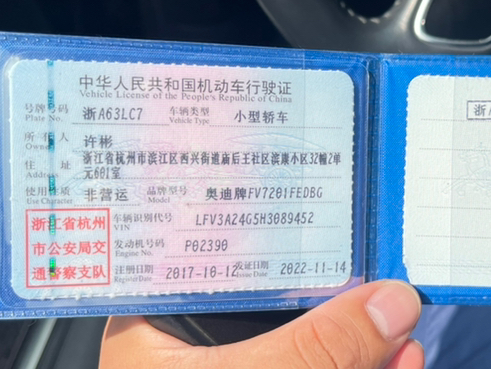 中华人民共和国机动车行驶证
Vehicle License of the People's Republic of China
号牌号码 浙A63LC7 车辆类型 小型轿车
Plate No. Vehicle Type
所有人 许彬
Owner
住址 浙江省杭州市滨江区西兴街道庙后王社区滨康小区32幢2单
Address 元601室
使用性质 非营运 品牌型号 奥迪牌FV7201FEDBG
Use Character Model
浙江省杭州 车辆识别代号 LFV3A24G5H3089452
VIN
市公安局交 发动机号码 P02390
Engine No.
通警察支队 注册日期 2017-10-12 发证日期 2022-11-14
Register Date Issue Date
浙